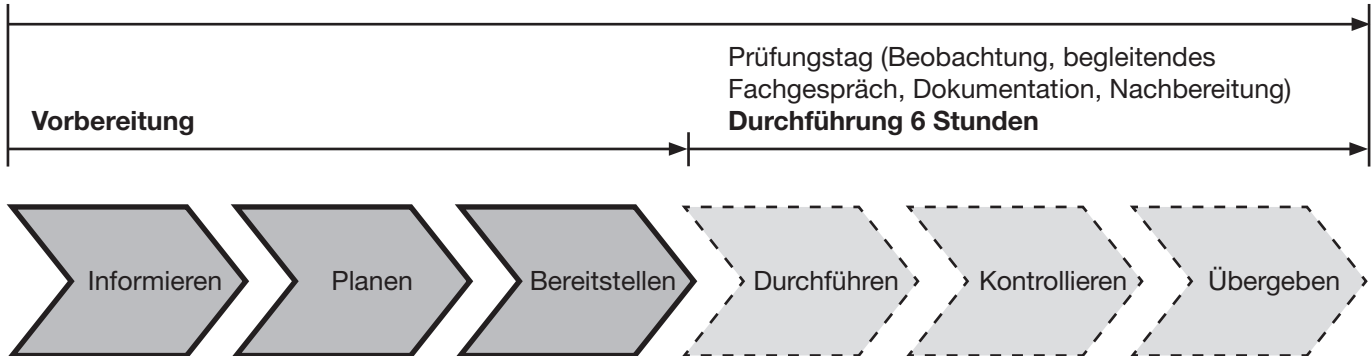 Prüfungstag (Beobachtung, begleitendes
Fachgespräch, Dokumentation, Nachbereitung)
Vorbereitung
Durchführung 6 Stunden
Informieren
Planen
Bereitstellen
Durchführen
Kontrollieren
Übergeben